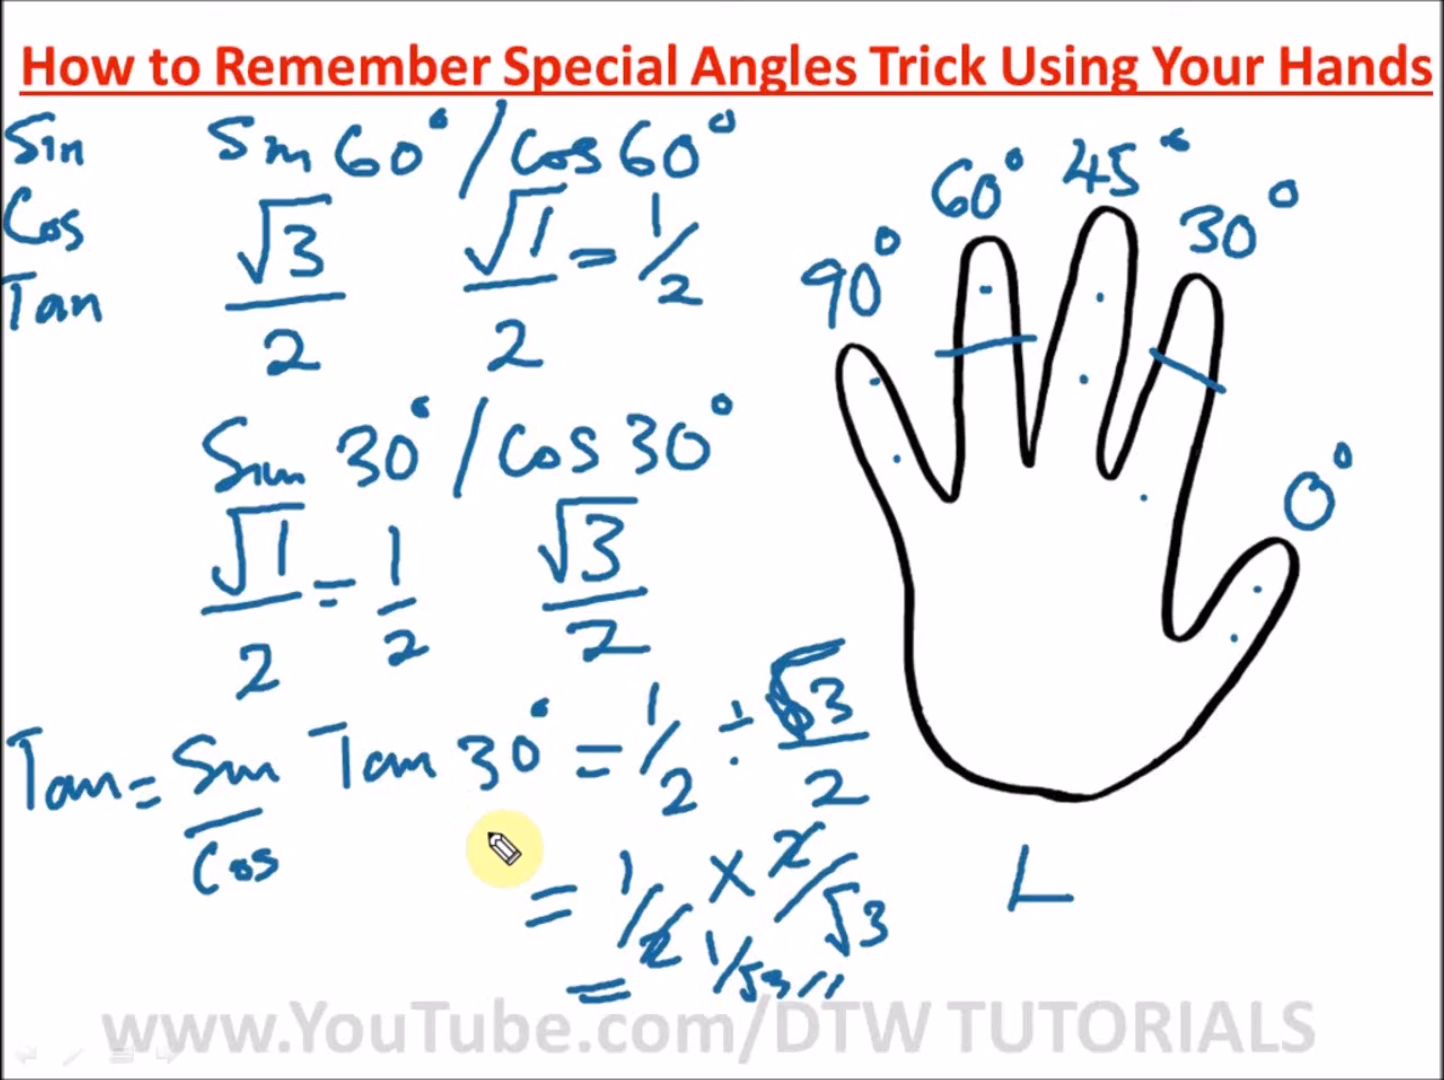 How to Remember Special Angles Trick Using Your Hands
Sin
Cos
Tan
Sin 60° / Cos 60°
√3/2 √1/2 = 1/2
Sin 30° / Cos 30°
√1/2 = 1/2 √3/2
Tan = Sin/Cos Tan 30° = 1/2 ÷ √3/2
= 1/2 × 2/√3
= 1/√3 //
90°
60°
45°
30°
0°
L
www.YouTube.com/DTW TUTORIALS